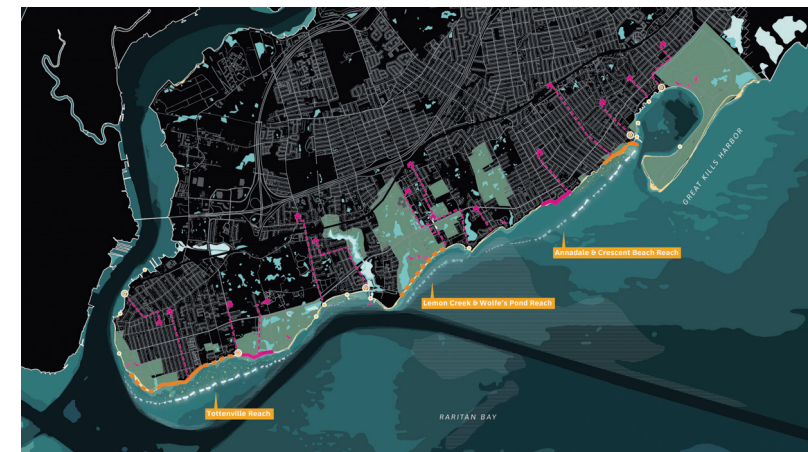 GREAT KILLS HARBOR
Annadale & Crescent Beach Reach
Lemon Creek & Wolfe's Pond Reach
Tottenville Reach
RARITAN BAY